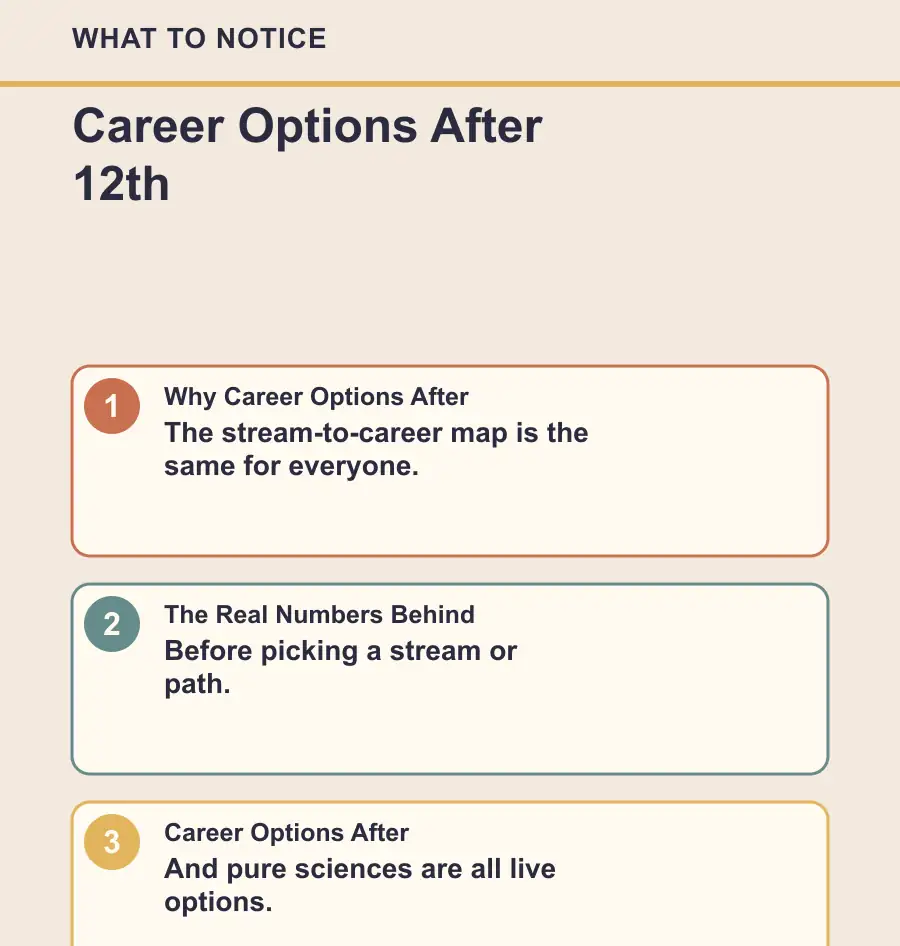 WHAT TO NOTICE
Career Options After
12th
1
Why Career Options After
The stream-to-career map is the
same for everyone.
2
The Real Numbers Behind
Before picking a stream or
path.
3
Career Options After
And pure sciences are all live
options.